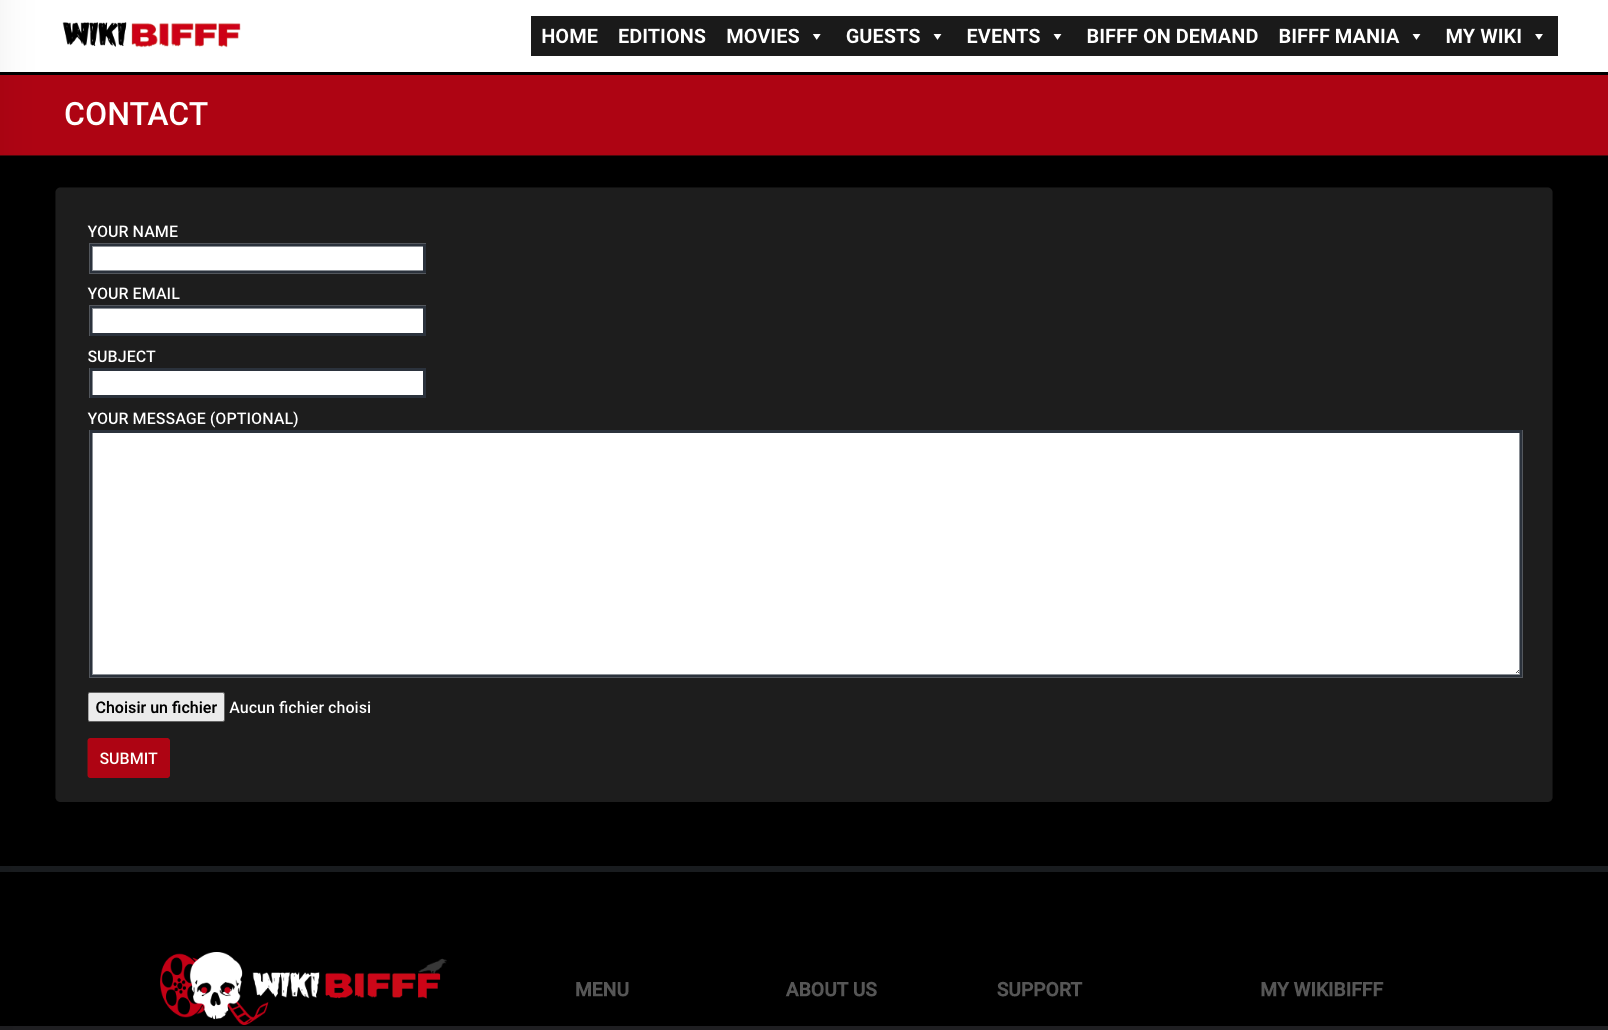 WIKI BIFFF
HOME EDITIONS MOVIES GUESTS EVENTS BIFFF ON DEMAND BIFFF MANIA MY WIKI
CONTACT
YOUR NAME
YOUR EMAIL
SUBJECT
YOUR MESSAGE (OPTIONAL)
Choisir un fichier Aucun fichier choisi
SUBMIT
WIKI BIFFF
MENU ABOUT US SUPPORT MY WIKIBIFFF